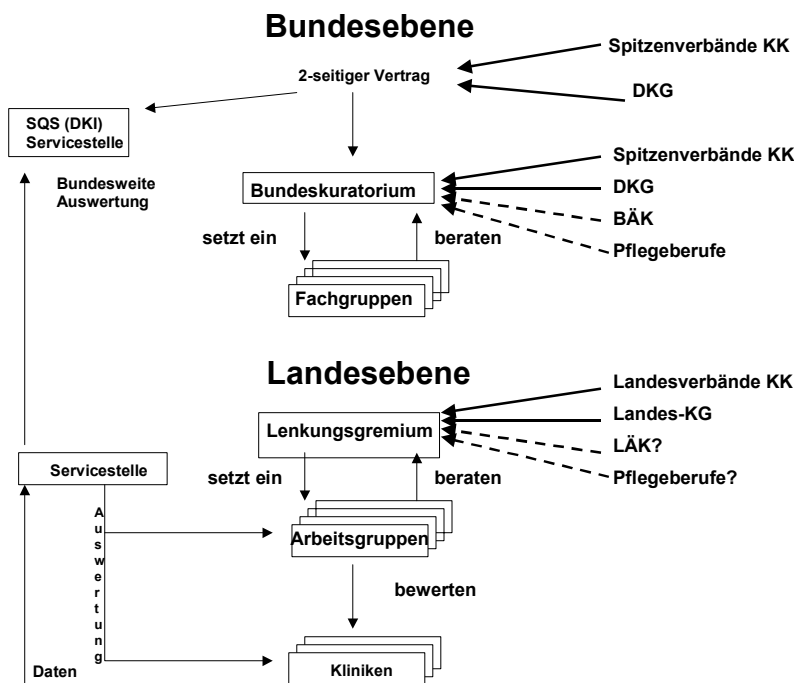 Bundesebene
Spitzenverbände KK
2-seitiger Vertrag
DKG
SQS (DKI)
Servicestelle
Bundesweite
Auswertung
Spitzenverbände KK
Bundeskuratorium
DKG
BÄK
setzt ein
beraten
Pflegeberufe
Fachgruppen
Landesebene
Landesverbände KK
Lenkungsgremium
Landes-KG
LÄK?
Servicestelle
setzt ein
beraten
Pflegeberufe?
Auswertung
Arbeitsgruppen
bewerten
Daten
Kliniken